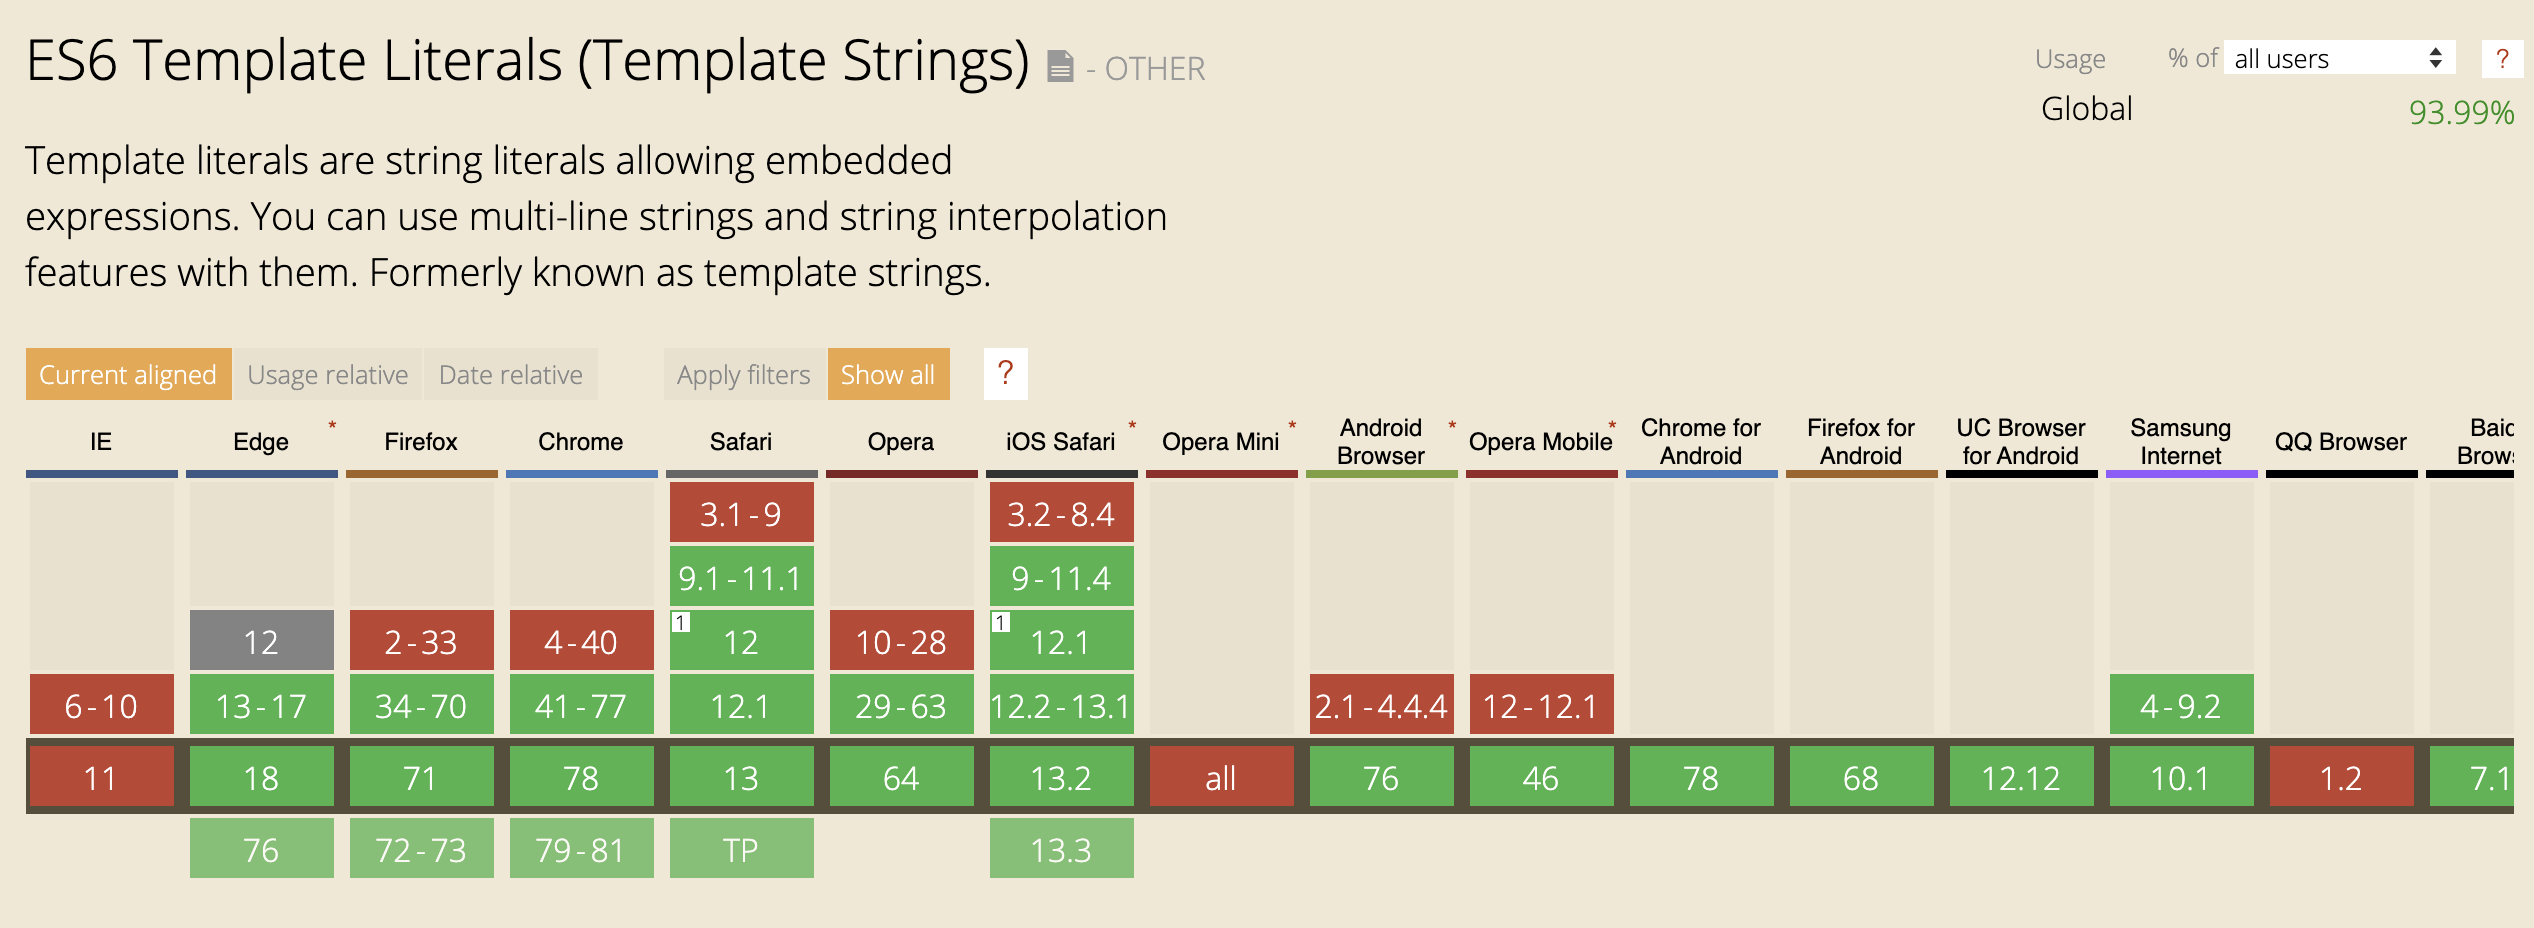 ES6 Template Literals (Template Strings) - OTHER
Usage % of all users ?
Global 93.99%
Template literals are string literals allowing embedded
expressions. You can use multi-line strings and string interpolation
features with them. Formerly known as template strings.
Current aligned Usage relative Date relative Apply filters Show all ?
IE Edge * Firefox Chrome Safari Opera iOS Safari * Opera Mini * Android Browser * Opera Mobile * Chrome for Android Firefox for Android UC Browser for Android Samsung Internet QQ Browser
3.1-9 3.2-8.4
9.1-11.1 9-11.4
12 2-33 4-40 1 12 10-28 1 12.1
6-10 13-17 34-70 41-77 12.1 29-63 12.2-13.1 2.1-4.4.4 12-12.1 4-9.2
11 18 71 78 13 64 13.2 all 76 46 78 68 12.12 10.1 1.2 7.1
76 72-73 79-81 TP 13.3